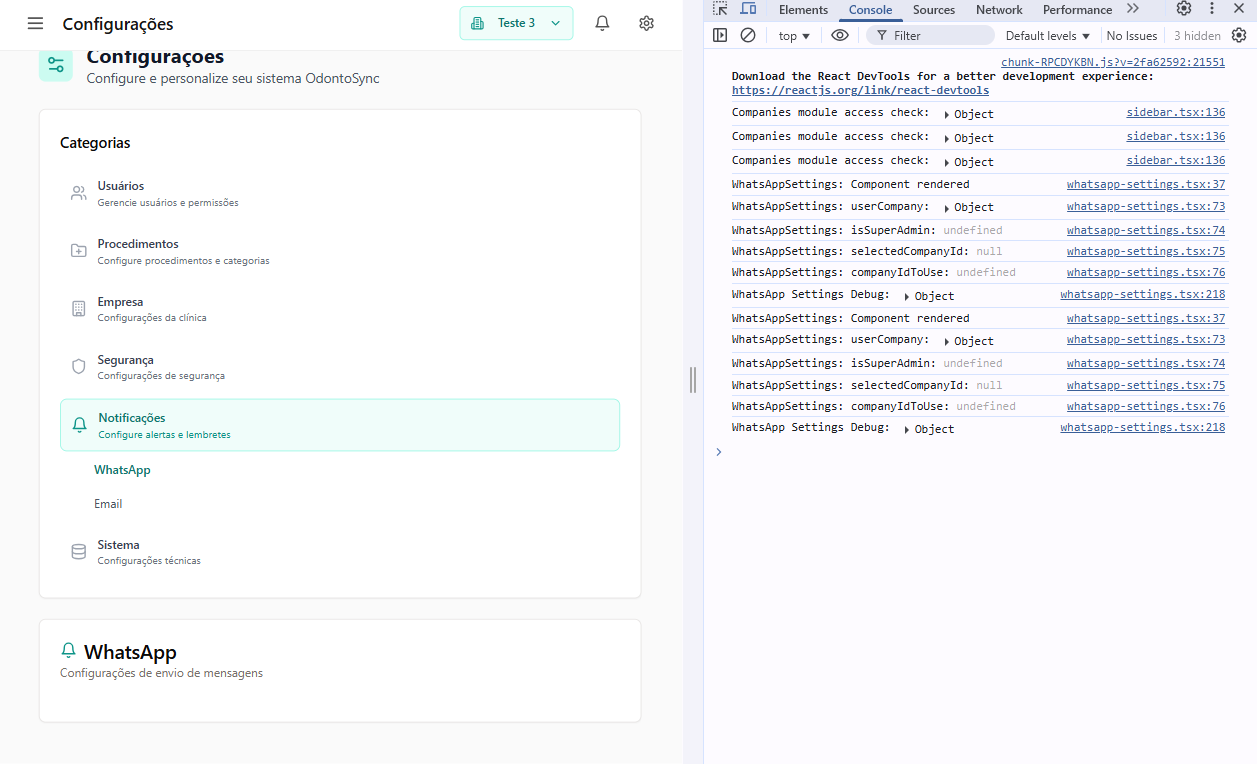 Configurações
Teste 3
Configurações
Configure e personalize seu sistema OdontoSync
Categorias
Usuários
Gerencie usuários e permissões
Procedimentos
Configure procedimentos e categorias
Empresa
Configurações da clínica
Segurança
Configurações de segurança
Notificações
Configure alertas e lembretes
WhatsApp
Email
Sistema
Configurações técnicas
WhatsApp
Configurações de envio de mensagens
Elements Console Sources Network Performance
top Filter Default levels No Issues 3 hidden
chunk-RPCDYKBN.js?v=2fa62592:21551
Download the React DevTools for a better development experience:
https://reactjs.org/link/react-devtools
Companies module access check: Object sidebar.tsx:136
Companies module access check: Object sidebar.tsx:136
Companies module access check: Object sidebar.tsx:136
WhatsAppSettings: Component rendered whatsapp-settings.tsx:37
WhatsAppSettings: userCompany: Object whatsapp-settings.tsx:73
WhatsAppSettings: isSuperAdmin: undefined whatsapp-settings.tsx:74
WhatsAppSettings: selectedCompanyId: null whatsapp-settings.tsx:75
WhatsAppSettings: companyIdToUse: undefined whatsapp-settings.tsx:76
WhatsApp Settings Debug: Object whatsapp-settings.tsx:218
WhatsAppSettings: Component rendered whatsapp-settings.tsx:37
WhatsAppSettings: userCompany: Object whatsapp-settings.tsx:73
WhatsAppSettings: isSuperAdmin: undefined whatsapp-settings.tsx:74
WhatsAppSettings: selectedCompanyId: null whatsapp-settings.tsx:75
WhatsAppSettings: companyIdToUse: undefined whatsapp-settings.tsx:76
WhatsApp Settings Debug: Object whatsapp-settings.tsx:218